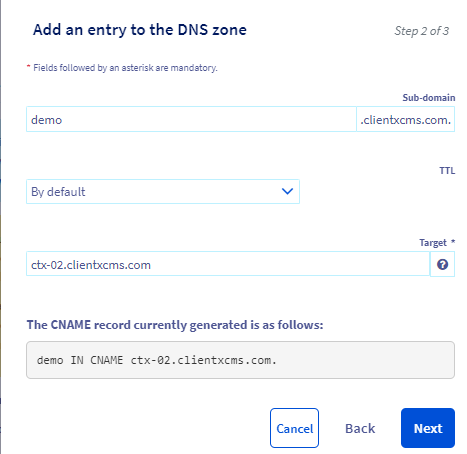 Add an entry to the DNS zone
Step 2 of 3
* Fields followed by an asterisk are mandatory.
Sub-domain
demo .clientxcms.com.
TTL
By default
Target *
ctx-02.clientxcms.com ?
The CNAME record currently generated is as follows:
demo IN CNAME ctx-02.clientxcms.com.
Cancel Back Next